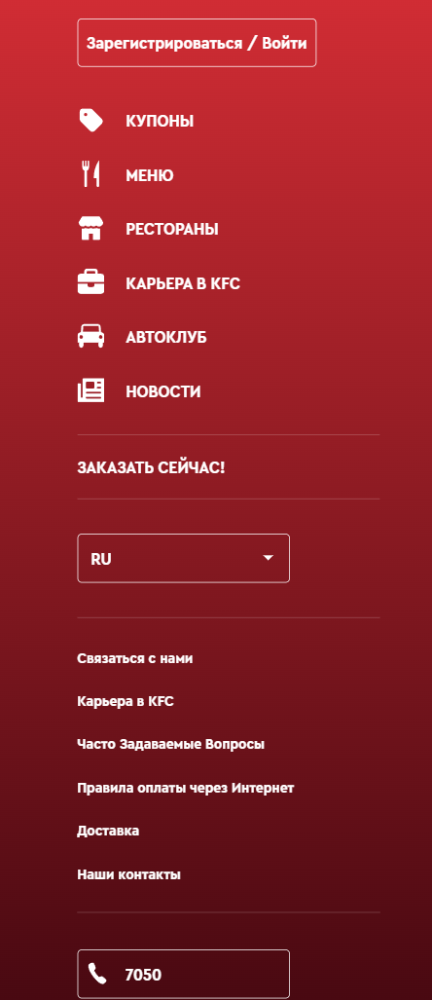 Зарегистрироваться / Войти
КУПОНЫ
МЕНЮ
РЕСТОРАНЫ
КАРЬЕРА В KFC
АВТОКЛУБ
НОВОСТИ
ЗАКАЗАТЬ СЕЙЧАС!
RU
Связаться с нами
Карьера в KFC
Часто Задаваемые Вопросы
Правила оплаты через Интернет
Доставка
Наши контакты
7050